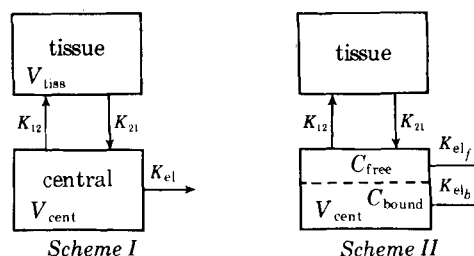 tissue
V_tiss
K_12
K_21
central
V_cent
K_el
Scheme I
tissue
K_12
K_21
C_free
C_bound
V_cent
K_el_f
K_el_b
Scheme II